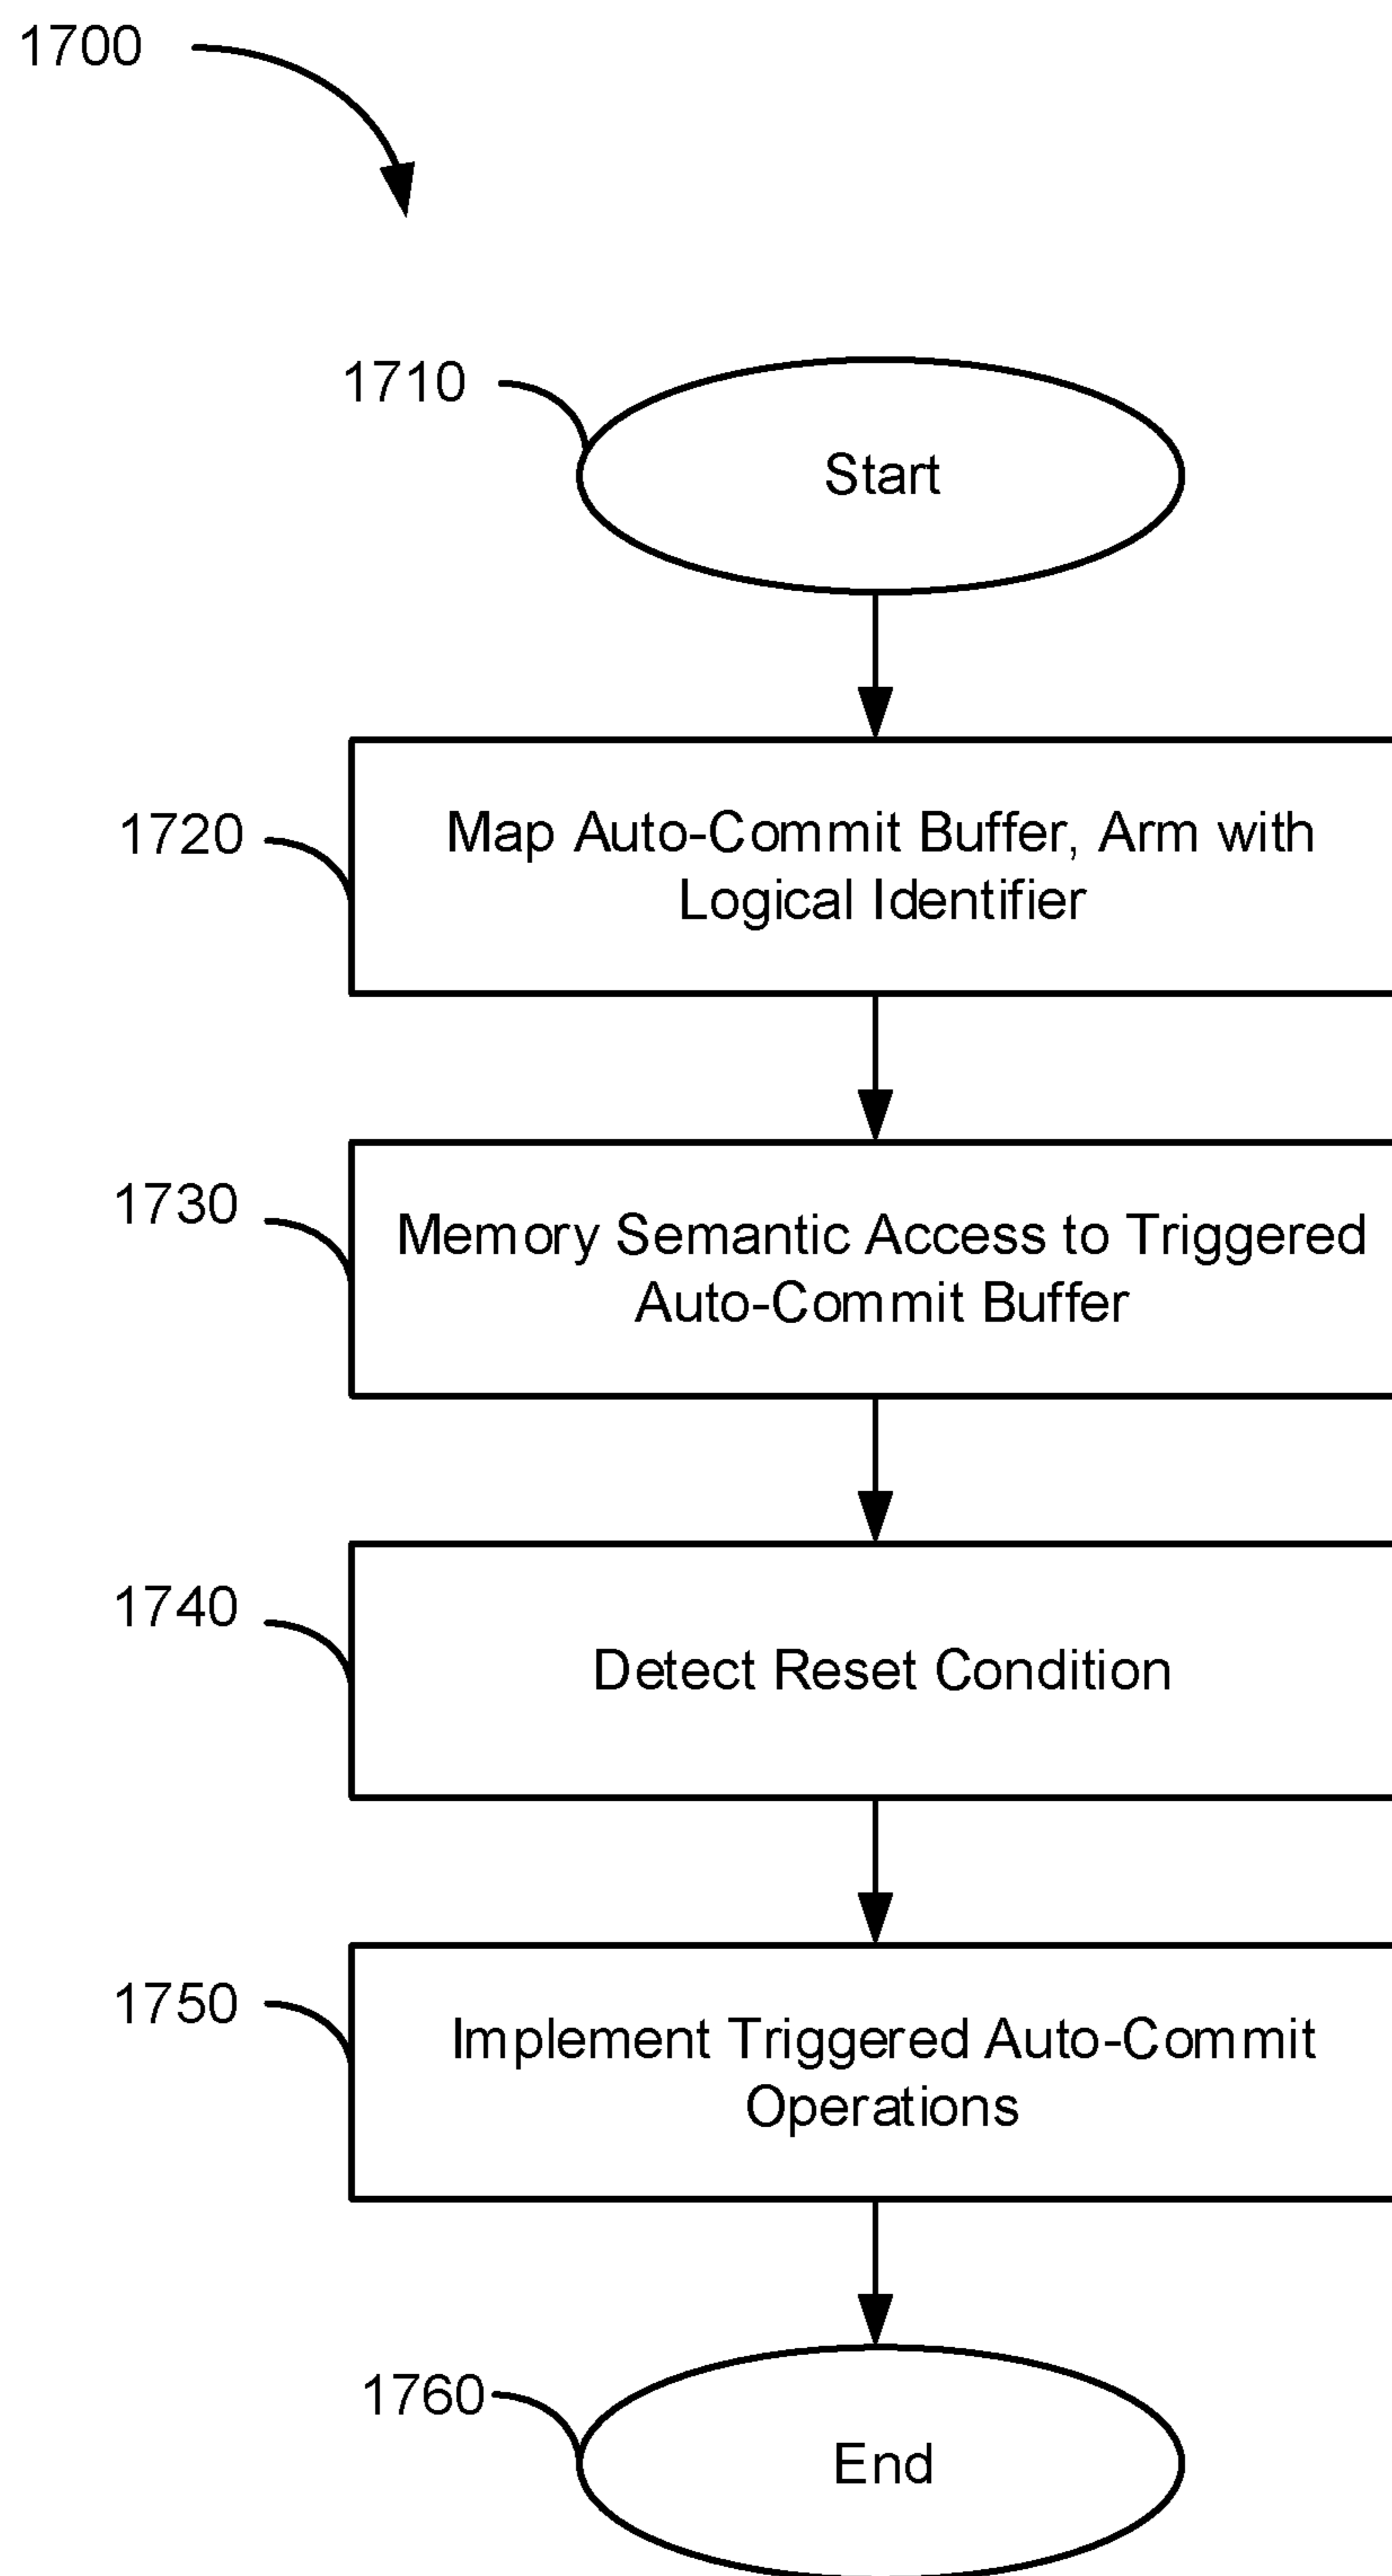 1700
1710
Start
1720
Map Auto-Commit Buffer, Arm with
Logical Identifier
1730
Memory Semantic Access to Triggered
Auto-Commit Buffer
1740
Detect Reset Condition
1750
Implement Triggered Auto-Commit
Operations
1760
End